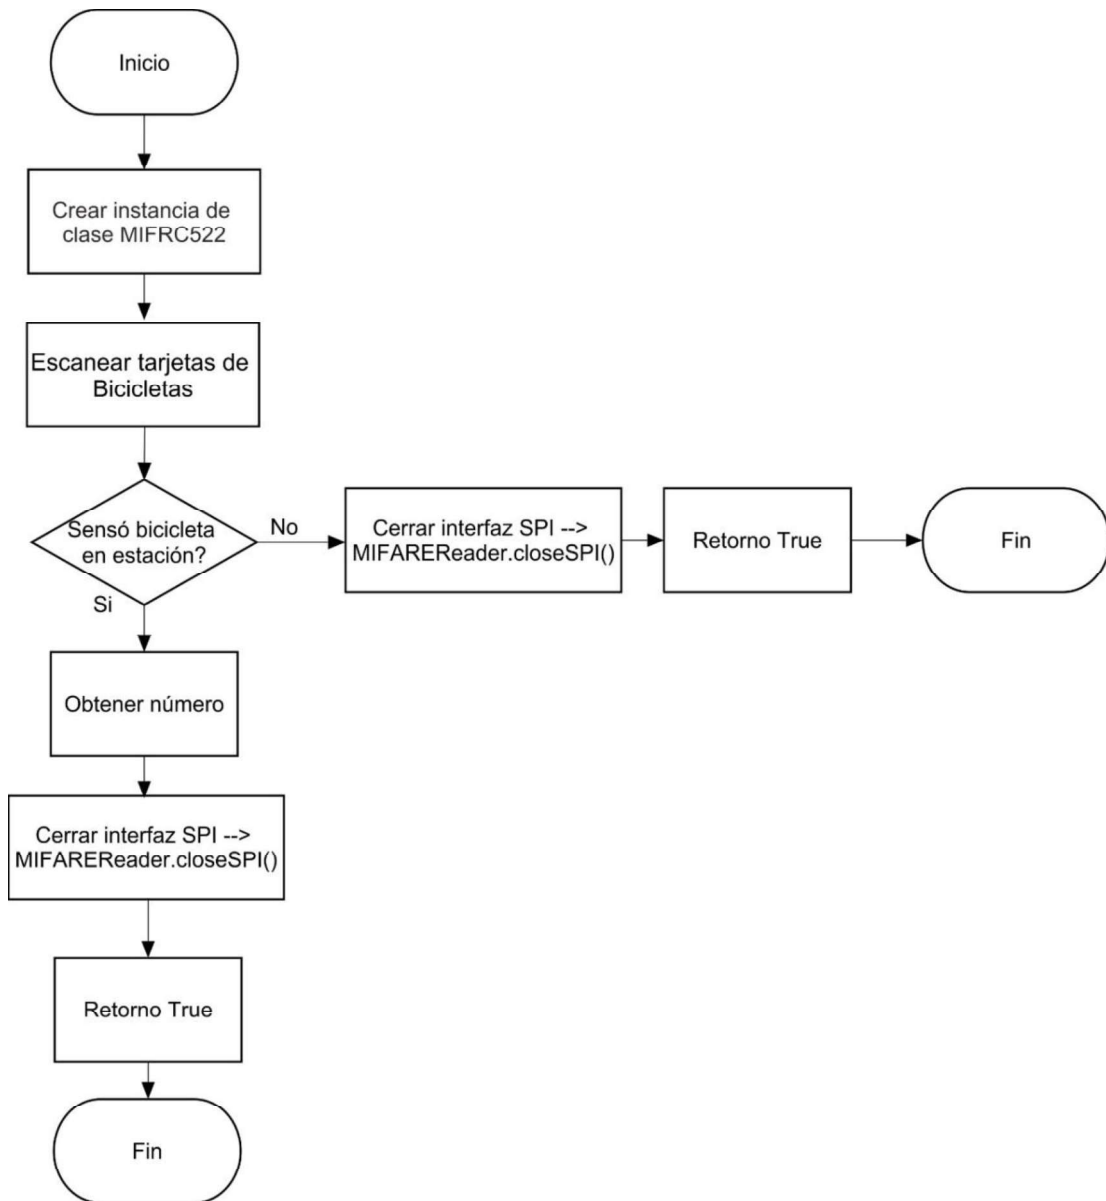 Inicio
Crear instancia de
clase MIFRC522
Escanear tarjetas de
Bicicletas
Sensó bicicleta
en estación?
No
Cerrar interfaz SPI -->
MIFAREReader.closeSPI()
Retorno True
Fin
Si
Obtener número
Cerrar interfaz SPI -->
MIFAREReader.closeSPI()
Retorno True
Fin